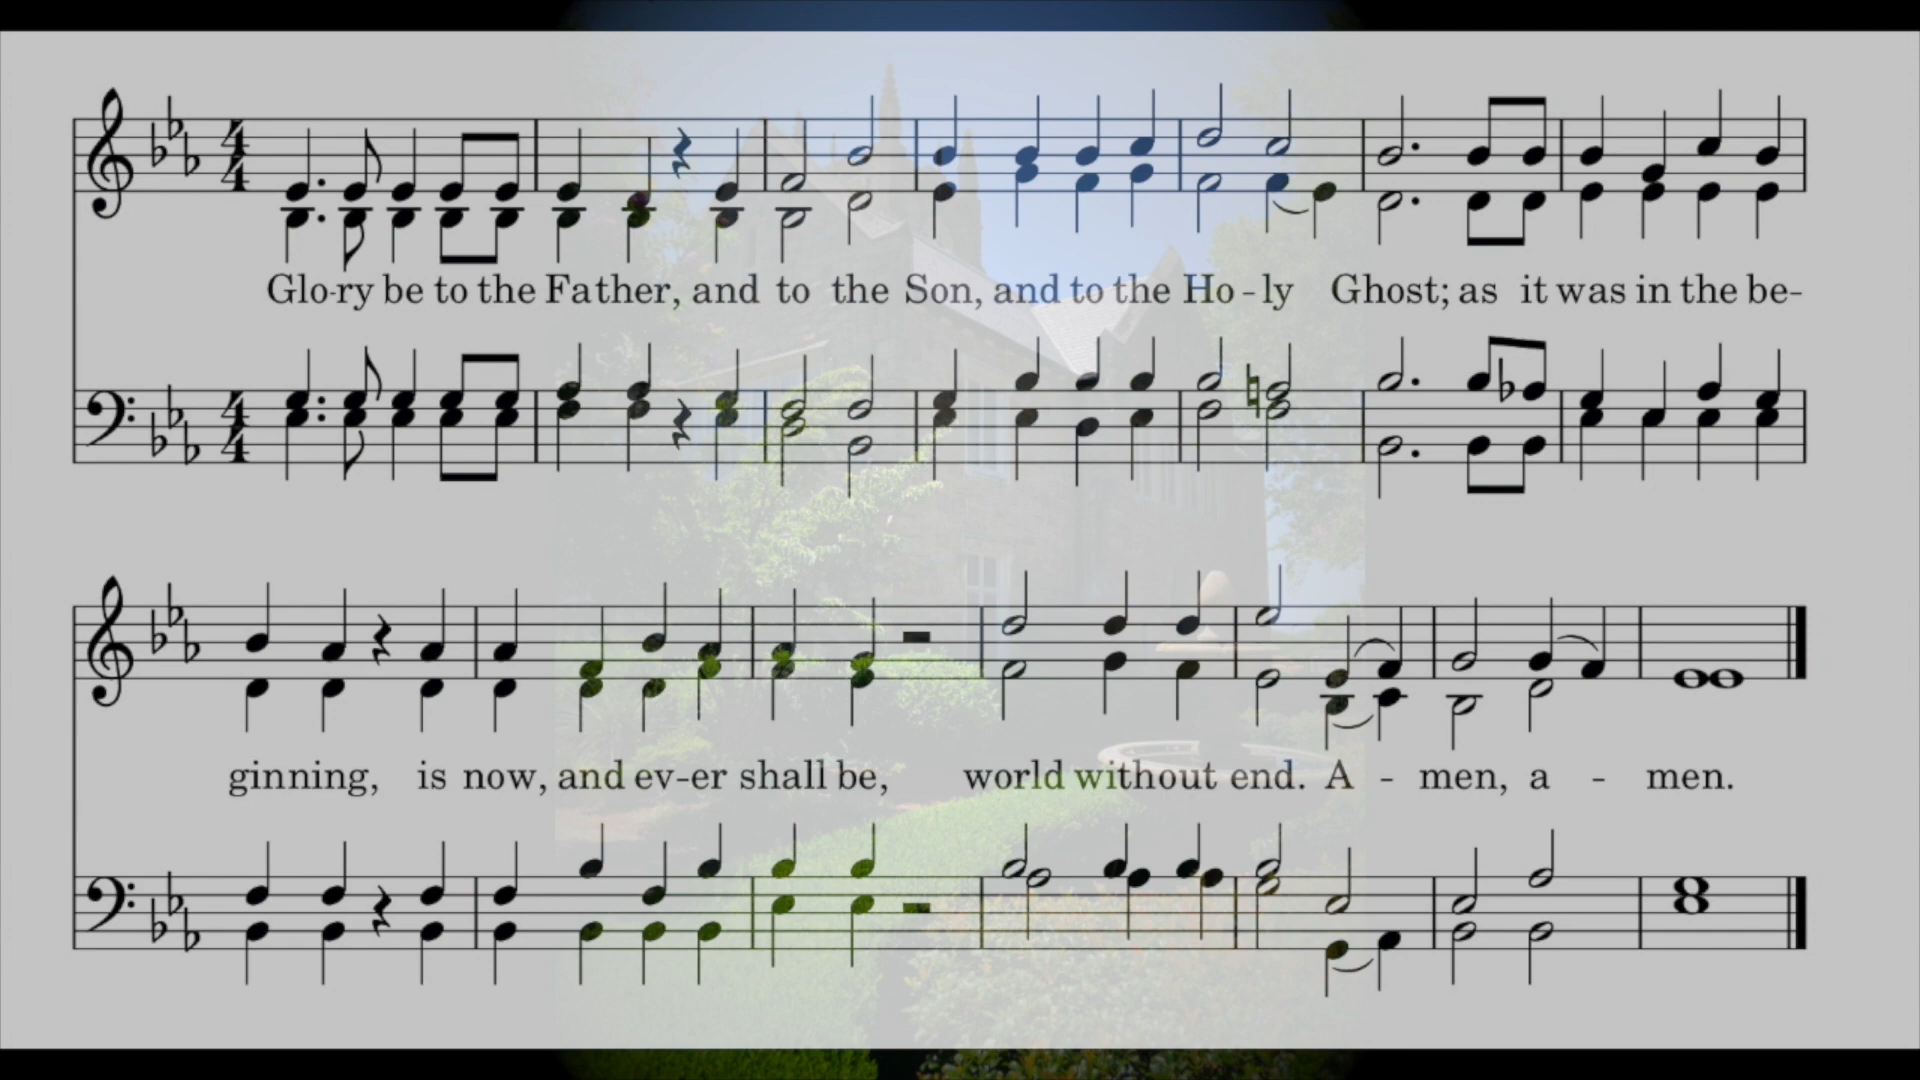 Glo-ry be to the Father, and to the Son, and to the Ho-ly Ghost; as it was in the be-
ginning, is now, and ev-er shall be, world without end. A - men, a - men.